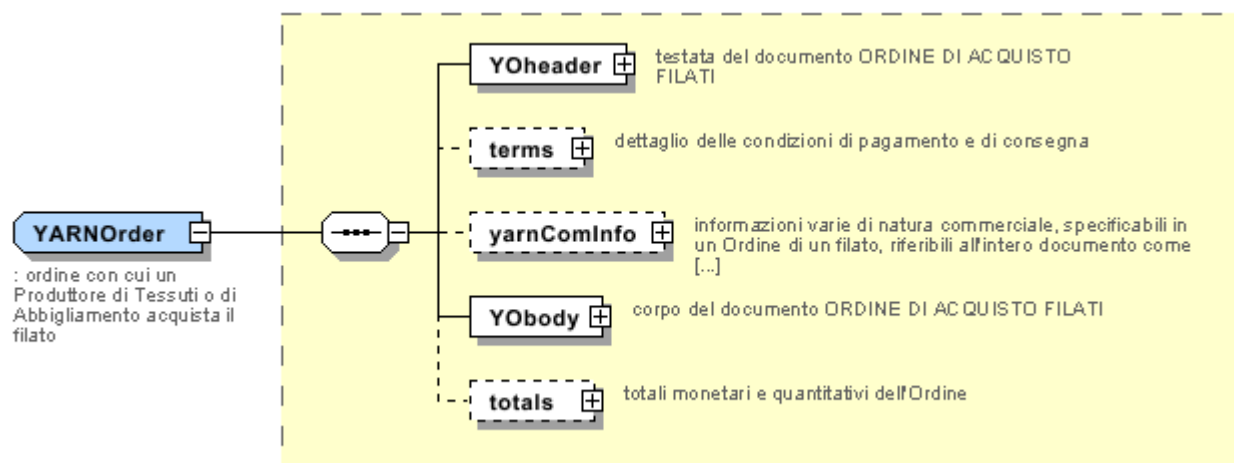 YOheader
testata del documento ORDINE DI ACQUISTO
FILATI
terms
dettaglio delle condizioni di pagamento e di consegna
YARNOrder
: ordine con cui un
Produttore di Tessuti o di
Abbigliamento acquista il
filato
yarnComInfo
informazioni varie di natura commerciale, specificabili in
un Ordine di un filato, riferibili all'intero documento come
[...]
YObody
corpo del documento ORDINE DI ACQUISTO FILATI
totals
totali monetari e quantitativi dell'Ordine